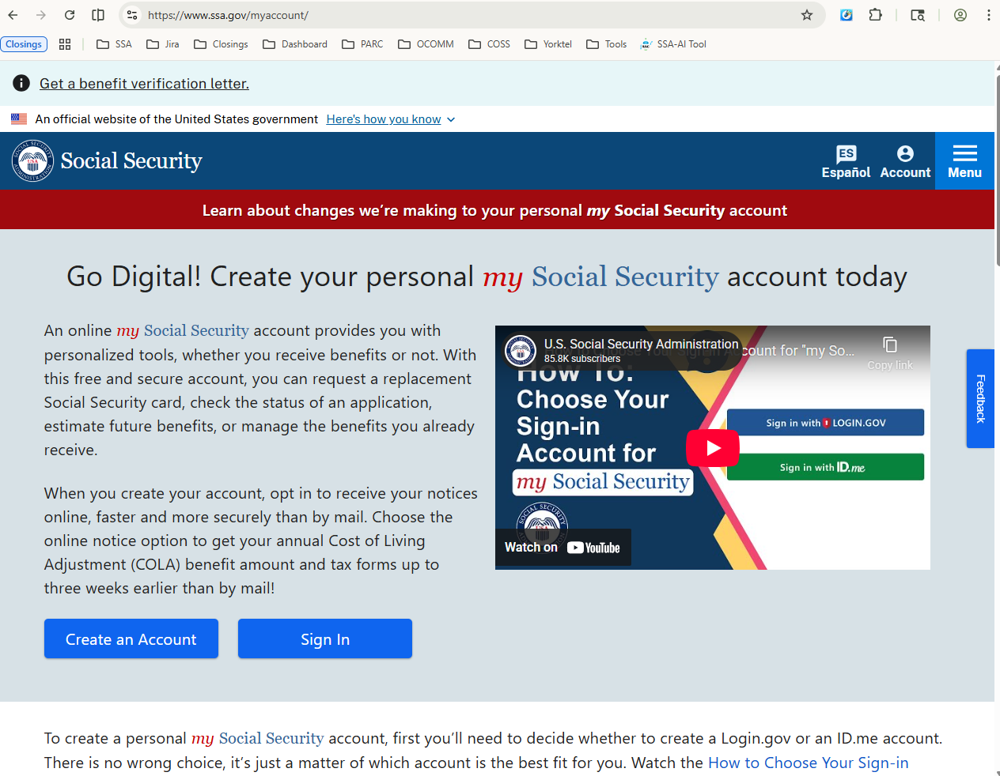 https://www.ssa.gov/myaccount/
Closings
SSA
Jira
Closings
Dashboard
PARC
OCOMM
COSS
Yorktel
Tools
SSA-AI Tool
Get a benefit verification letter.
An official website of the United States government Here's how you know
Social Security
ES
Español
Account
Menu
Learn about changes we're making to your personal my Social Security account
Go Digital! Create your personal my Social Security account today
An online my Social Security account provides you with
personalized tools, whether you receive benefits or not. With
this free and secure account, you can request a replacement
Social Security card, check the status of an application,
estimate future benefits, or manage the benefits you already
receive.
When you create your account, opt in to receive your notices
online, faster and more securely than by mail. Choose the
online notice option to get your annual Cost of Living
Adjustment (COLA) benefit amount and tax forms up to
three weeks earlier than by mail!
Create an Account
Sign In
U.S. Social Security Administration
85.8K subscribers
count for "my So...
Copy link
How To:
Choose Your
Sign-in
Account for
my Social Security
Sign in with LOGIN.GOV
Sign in with ID.me
Watch on YouTube
Feedback
To create a personal my Social Security account, first you'll need to decide whether to create a Login.gov or an ID.me account.
There is no wrong choice, it's just a matter of which account is the best fit for you. Watch the How to Choose Your Sign-in